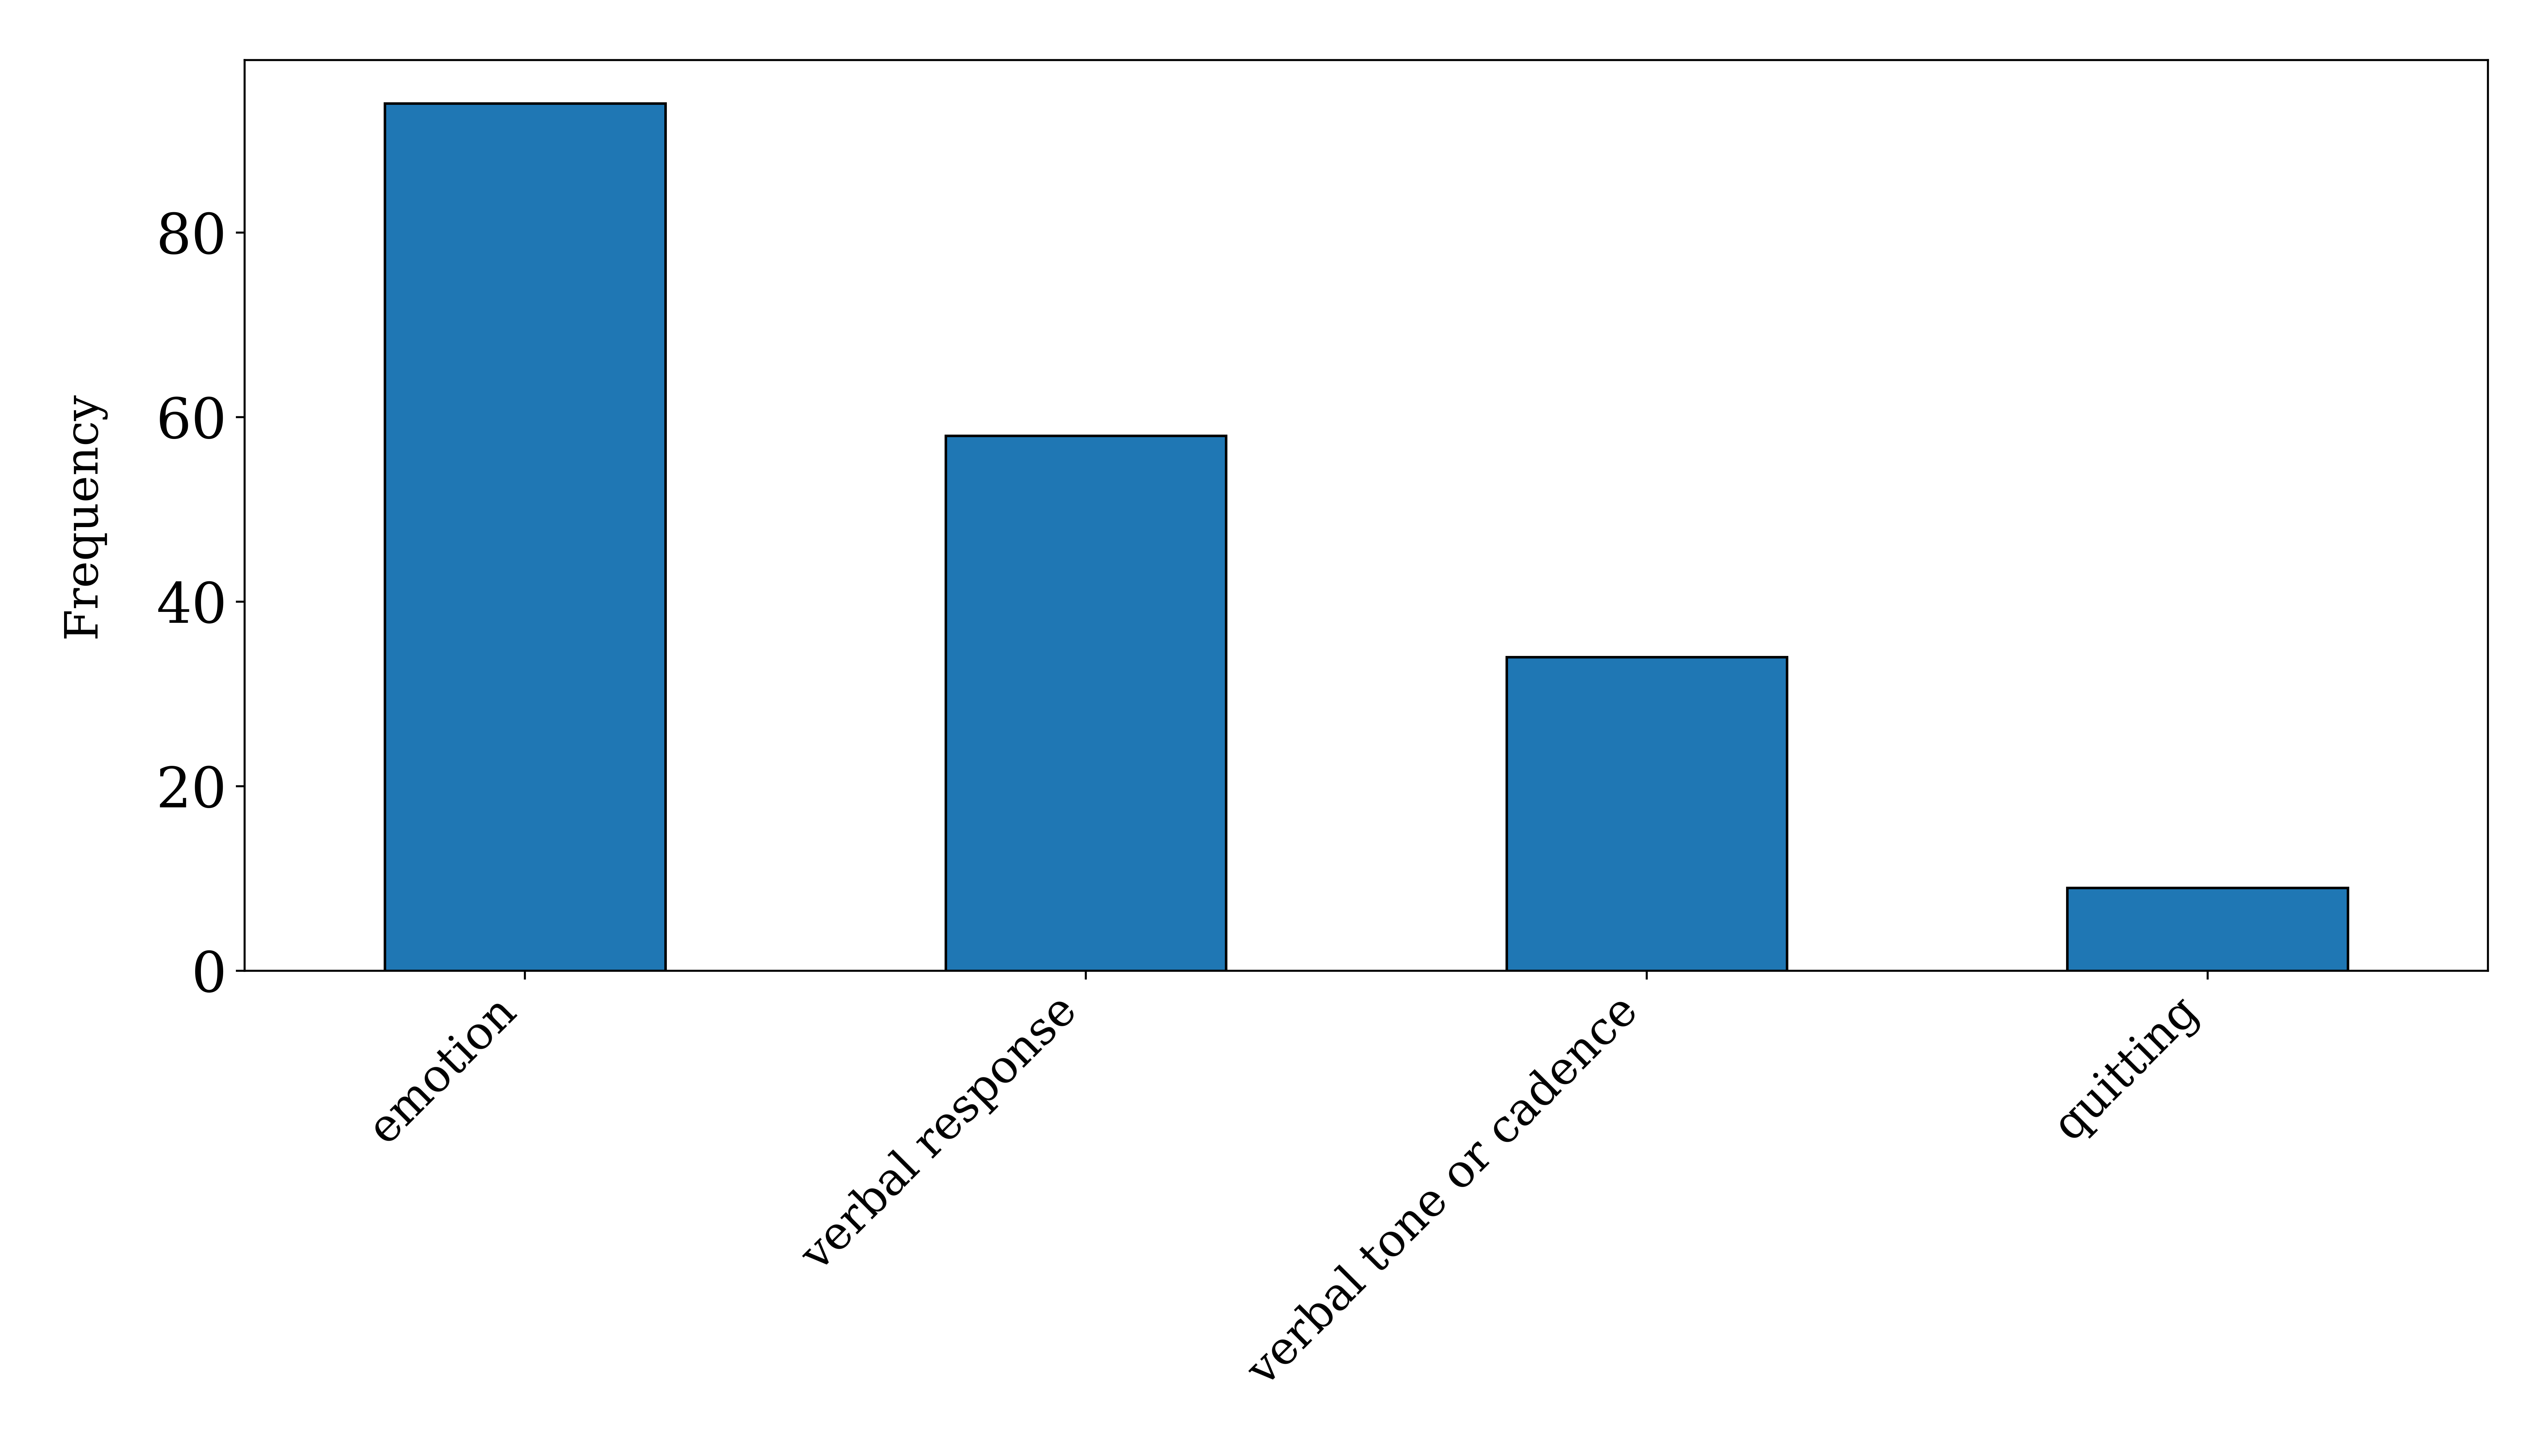 Frequency
80
60
40
20
0
emotion
verbal response
verbal tone or cadence
quitting